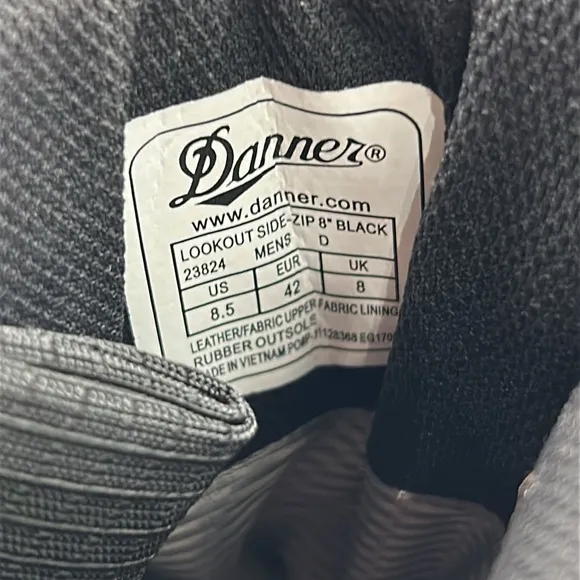 Danner®
www.danner.com
LOOKOUT SIDE-ZIP 8" BLACK
23824 MENS D
US EUR UK
8.5 42 8
LEATHER/FABRIC UPPER FABRIC LINING
RUBBER OUTSOLE
MADE IN VIETNAM